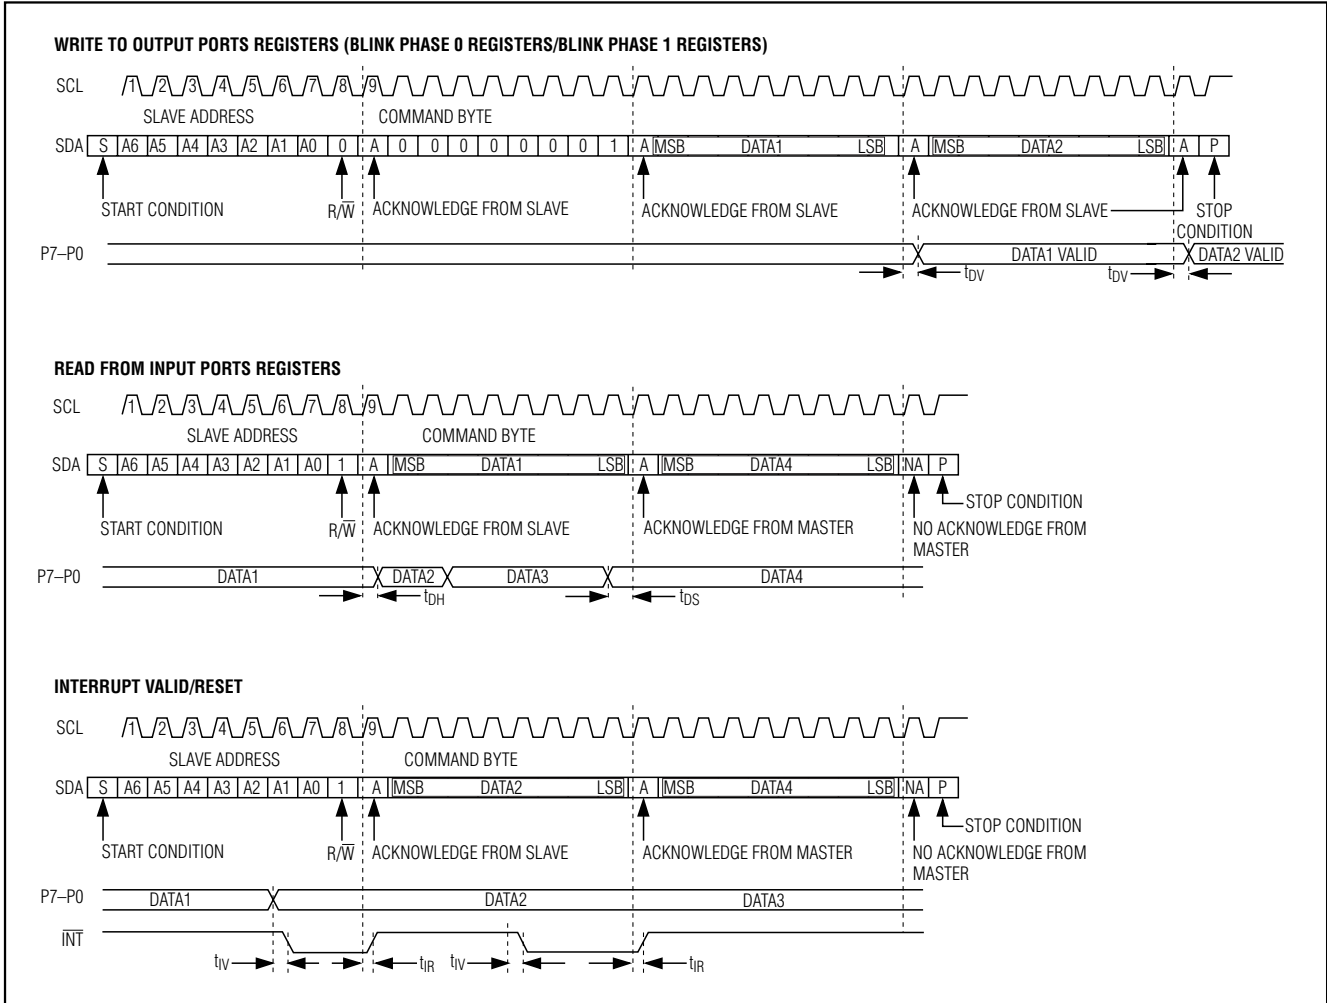 WRITE TO OUTPUT PORTS REGISTERS (BLINK PHASE 0 REGISTERS/BLINK PHASE 1 REGISTERS)
SCL 1 2 3 4 5 6 7 8 9
SLAVE ADDRESS COMMAND BYTE
SDA S A6 A5 A4 A3 A2 A1 A0 0 A 0 0 0 0 0 0 0 1 A MSB DATA1 LSB A MSB DATA2 LSB A P
START CONDITION R/W ACKNOWLEDGE FROM SLAVE ACKNOWLEDGE FROM SLAVE ACKNOWLEDGE FROM SLAVE STOP
CONDITION
P7–P0 DATA1 VALID DATA2 VALID
tDV tDV
READ FROM INPUT PORTS REGISTERS
SCL 1 2 3 4 5 6 7 8 9
SLAVE ADDRESS COMMAND BYTE
SDA S A6 A5 A4 A3 A2 A1 A0 1 A MSB DATA1 LSB A MSB DATA4 LSB NA P
STOP CONDITION
START CONDITION R/W ACKNOWLEDGE FROM SLAVE ACKNOWLEDGE FROM MASTER NO ACKNOWLEDGE FROM
MASTER
P7–P0 DATA1 DATA2 DATA3 DATA4
tDH tDS
INTERRUPT VALID/RESET
SCL 1 2 3 4 5 6 7 8 9
SLAVE ADDRESS COMMAND BYTE
SDA S A6 A5 A4 A3 A2 A1 A0 1 A MSB DATA2 LSB A MSB DATA4 LSB NA P
STOP CONDITION
START CONDITION R/W ACKNOWLEDGE FROM SLAVE ACKNOWLEDGE FROM MASTER NO ACKNOWLEDGE FROM
MASTER
P7–P0 DATA1 DATA2 DATA3
INT
tIV tIR tIV tIR